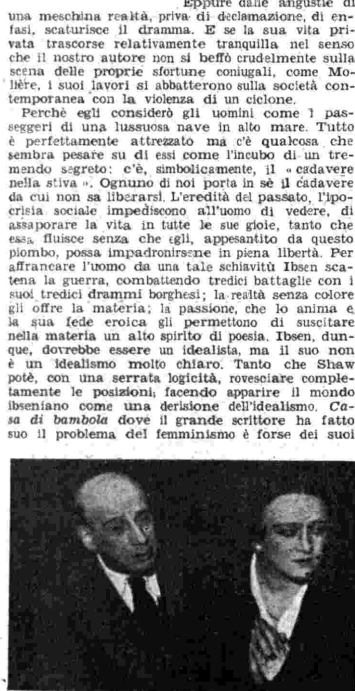 Eppure dalle angustie di
una meschina realtà, priva di declamazione, di en-
fasi, scaturisce il dramma. E se la sua vita pri-
vata trascorse relativamente tranquilla nel senso
che il nostro autore non si beffò crudelmente sulla
scena delle proprie sfortune coniugali, come Mo-
lière, i suoi lavori si abbatterono sulla società con-
temporanea con la violenza di un ciclone.
Perchè egli considerò gli uomini come i pas-
seggeri di una lussuosa nave in alto mare. Tutto
è perfettamente attrezzato ma c'è qualcosa che
sembra pesare su di essi come l'incubo di un tre-
mendo segreto: c'è, simbolicamente, il « cadavere
nella stiva ». Ognuno di noi porta in sè il cadavere
da cui non sa liberarsi. L'eredità del passato, l'ipo-
crisia sociale impediscono all'uomo di vedere, di
assaporare la vita in tutte le sue gioie, tanto che
essa fluisce senza che egli, appesantito da questo
piombo, possa impadronirsene in piena libertà. Per
affrancare l'uomo da una tale schiavitù Ibsen sca-
tena la guerra, combattendo tredici battaglie con i
suoi tredici drammi borghesi; la realtà senza colore
gli offre la materia; la passione, che lo anima e
la sua fede eroica gli permettono di suscitare
nella materia un alto spirito di poesia. Ibsen, dun-
que, dovrebbe essere un idealista, ma il suo non
è un idealismo molto chiaro. Tanto che Shaw
potè, con una serrata logicità, rovesciare comple-
tamente le posizioni, facendo apparire il mondo
ibseniano come una derisione dell'idealismo. Ca-
sa di bambola dove il grande scrittore ha fatto
suo il problema del femminismo è forse dei suoi